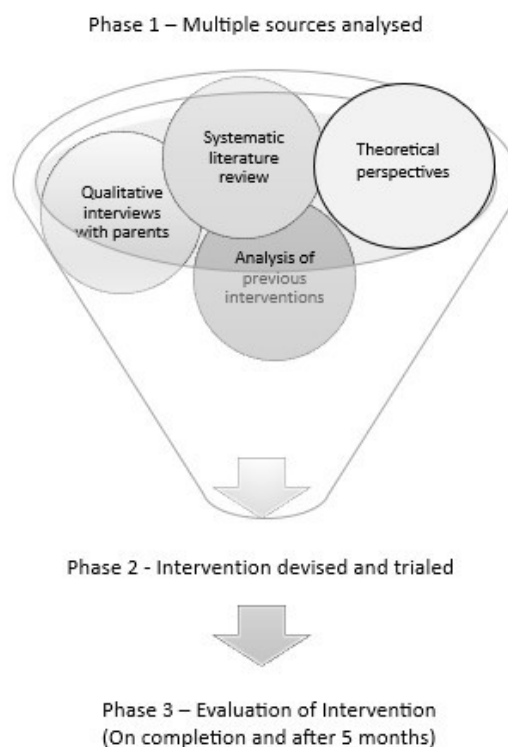 Phase 1 – Multiple sources analysed
Systematic
literature
review
Theoretical
perspectives
Qualitative
interviews
with parents
Analysis of
previous
interventions
Phase 2 - Intervention devised and trialed
Phase 3 – Evaluation of Intervention
(On completion and after 5 months)